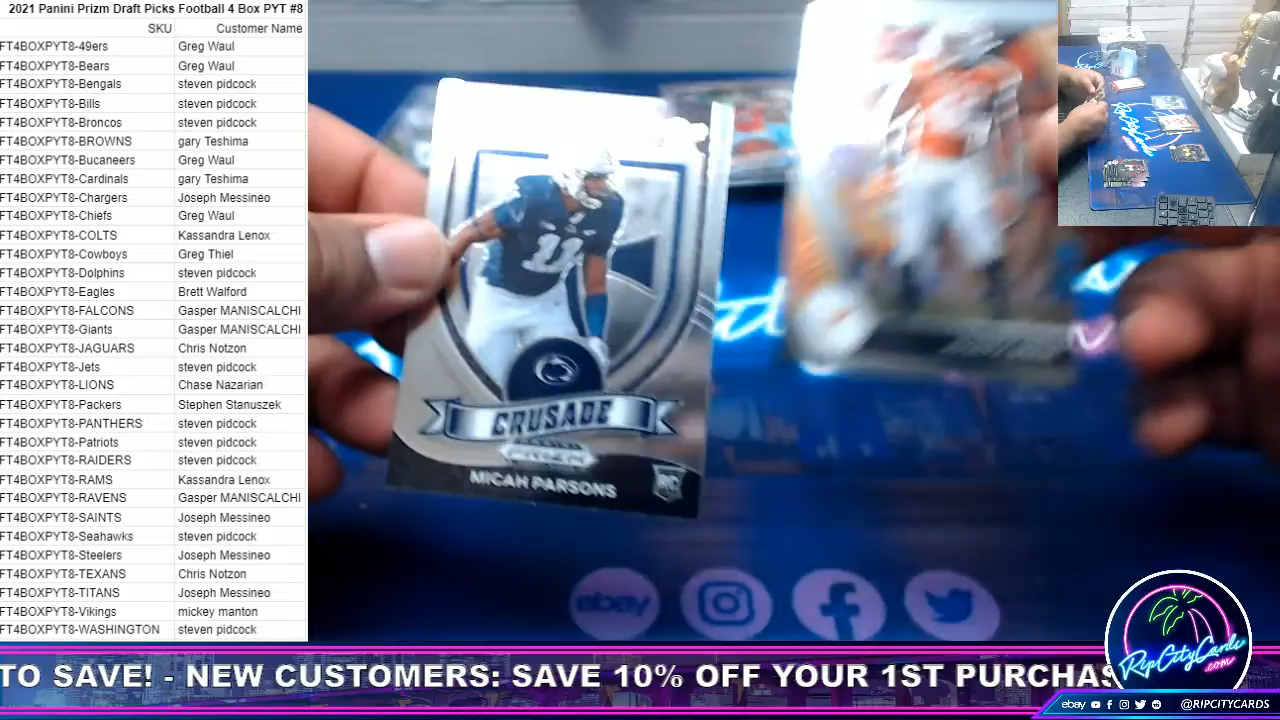 2021 Panini Prizm Draft Picks Football 4 Box PYT #8
SKU Customer Name
FT4BOXPYT8-49ers Greg Waul
FT4BOXPYT8-Bears Greg Waul
FT4BOXPYT8-Bengals steven pidcock
FT4BOXPYT8-Bills steven pidcock
FT4BOXPYT8-Broncos steven pidcock
FT4BOXPYT8-BROWNS gary Teshima
FT4BOXPYT8-Bucaneers Greg Waul
FT4BOXPYT8-Cardinals gary Teshima
FT4BOXPYT8-Chargers Joseph Messineo
FT4BOXPYT8-Chiefs Greg Waul
FT4BOXPYT8-COLTS Kassandra Lenox
FT4BOXPYT8-Cowboys Greg Thiel
FT4BOXPYT8-Dolphins steven pidcock
FT4BOXPYT8-Eagles Brett Walford
FT4BOXPYT8-FALCONS Gasper MANISCALCHI
FT4BOXPYT8-Giants Gasper MANISCALCHI
FT4BOXPYT8-JAGUARS Chris Notzon
FT4BOXPYT8-Jets steven pidcock
FT4BOXPYT8-LIONS Chase Nazarian
FT4BOXPYT8-Packers Stephen Stanuszek
FT4BOXPYT8-PANTHERS steven pidcock
FT4BOXPYT8-Patriots steven pidcock
FT4BOXPYT8-RAIDERS steven pidcock
FT4BOXPYT8-RAMS Kassandra Lenox
FT4BOXPYT8-RAVENS Gasper MANISCALCHI
FT4BOXPYT8-SAINTS Joseph Messineo
FT4BOXPYT8-Seahawks steven pidcock
FT4BOXPYT8-Steelers Joseph Messineo
FT4BOXPYT8-TEXANS Chris Notzon
FT4BOXPYT8-TITANS Joseph Messineo
FT4BOXPYT8-Vikings mickey manton
FT4BOXPYT8-WASHINGTON steven pidcock
11
CRUSADE
PRIZM
MICAH PARSONS
RC
ebay
RipCityCards
.com
TO SAVE! - NEW CUSTOMERS: SAVE 10% OFF YOUR 1ST PURCHAS
ebay @RIPCITYCARDS